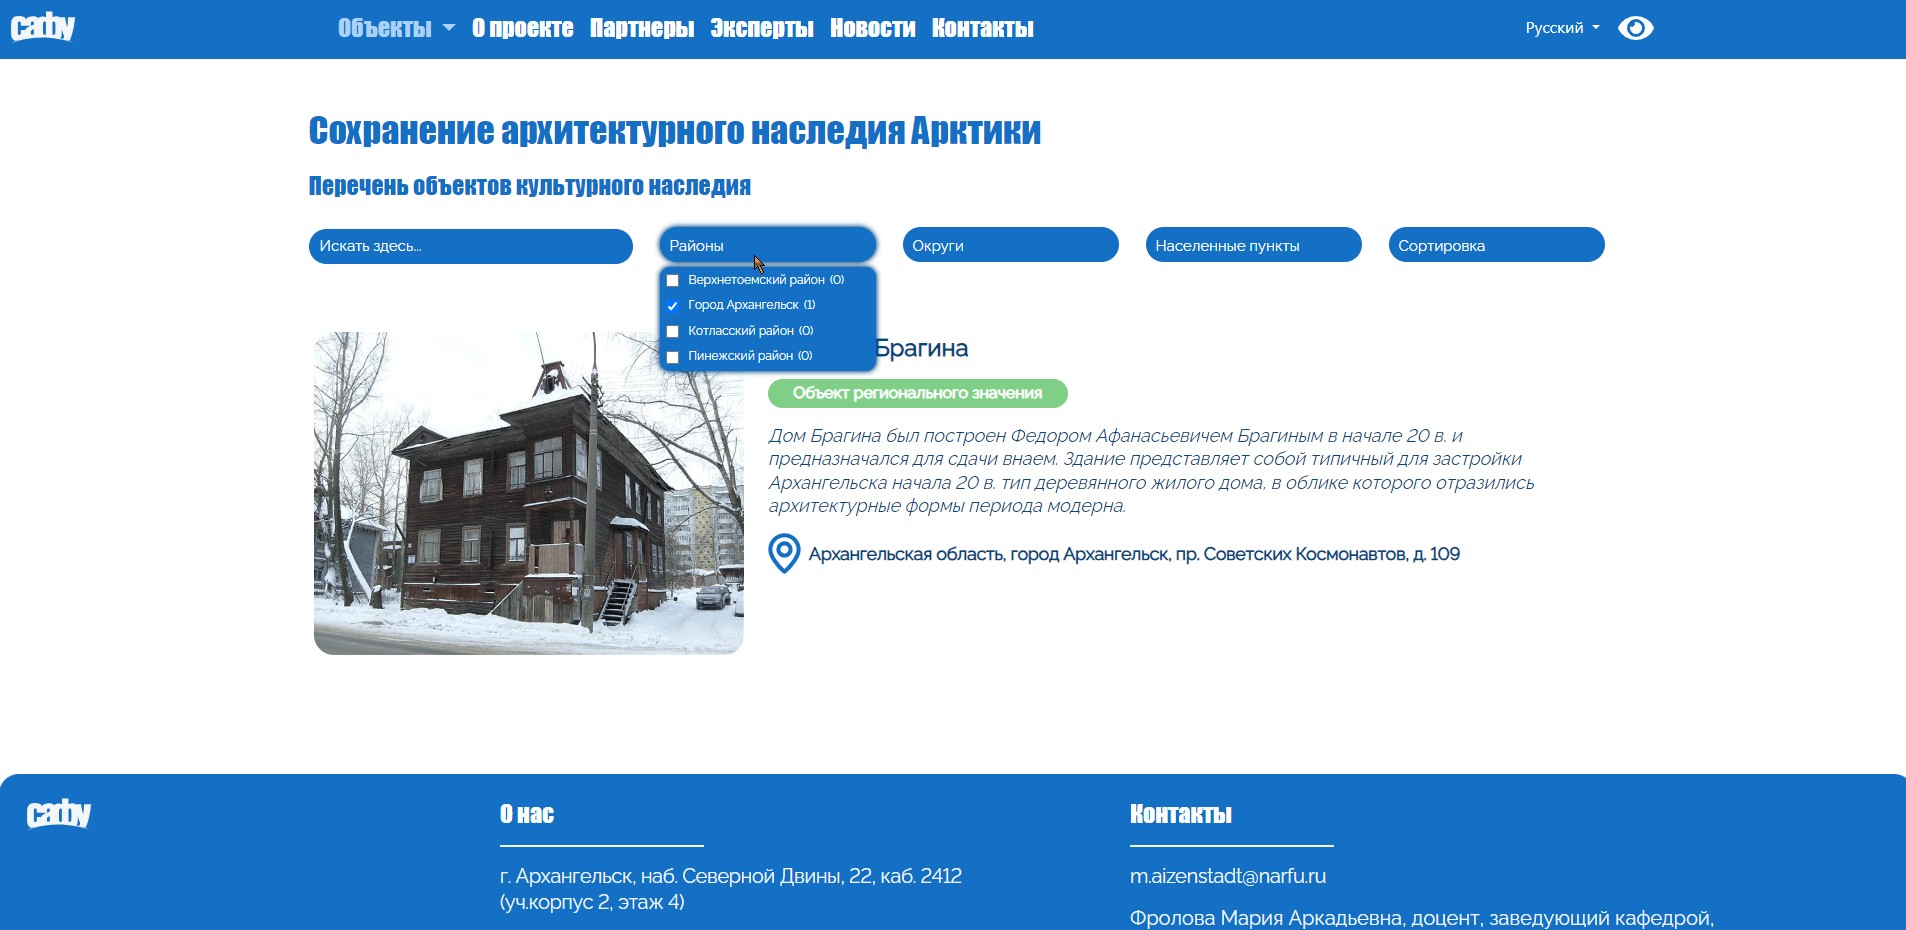 сафу
Объекты О проекте Партнеры Эксперты Новости Контакты
Русский
Сохранение архитектурного наследия Арктики
Перечень объектов культурного наследия
Искать здесь...
Районы
Округи
Населенные пункты
Сортировка
Верхнетоемский район (0)
Город Архангельск (1)
Котласский район (0)
Пинежский район (0)
Брагина
Объект регионального значения
Дом Брагина был построен Федором Афанасьевичем Брагиным в начале 20 в. и
предназначался для сдачи внаем. Здание представляет собой типичный для застройки
Архангельска начала 20 в. тип деревянного жилого дома, в облике которого отразились
архитектурные формы периода модерна.
Архангельская область, город Архангельск, пр. Советских Космонавтов, д. 109
сафу
О нас
г. Архангельск, наб. Северной Двины, 22, каб. 2412
(уч.корпус 2, этаж 4)
Контакты
m.aizenstadt@narfu.ru
Фролова Мария Аркадьевна, доцент, заведующий кафедрой,